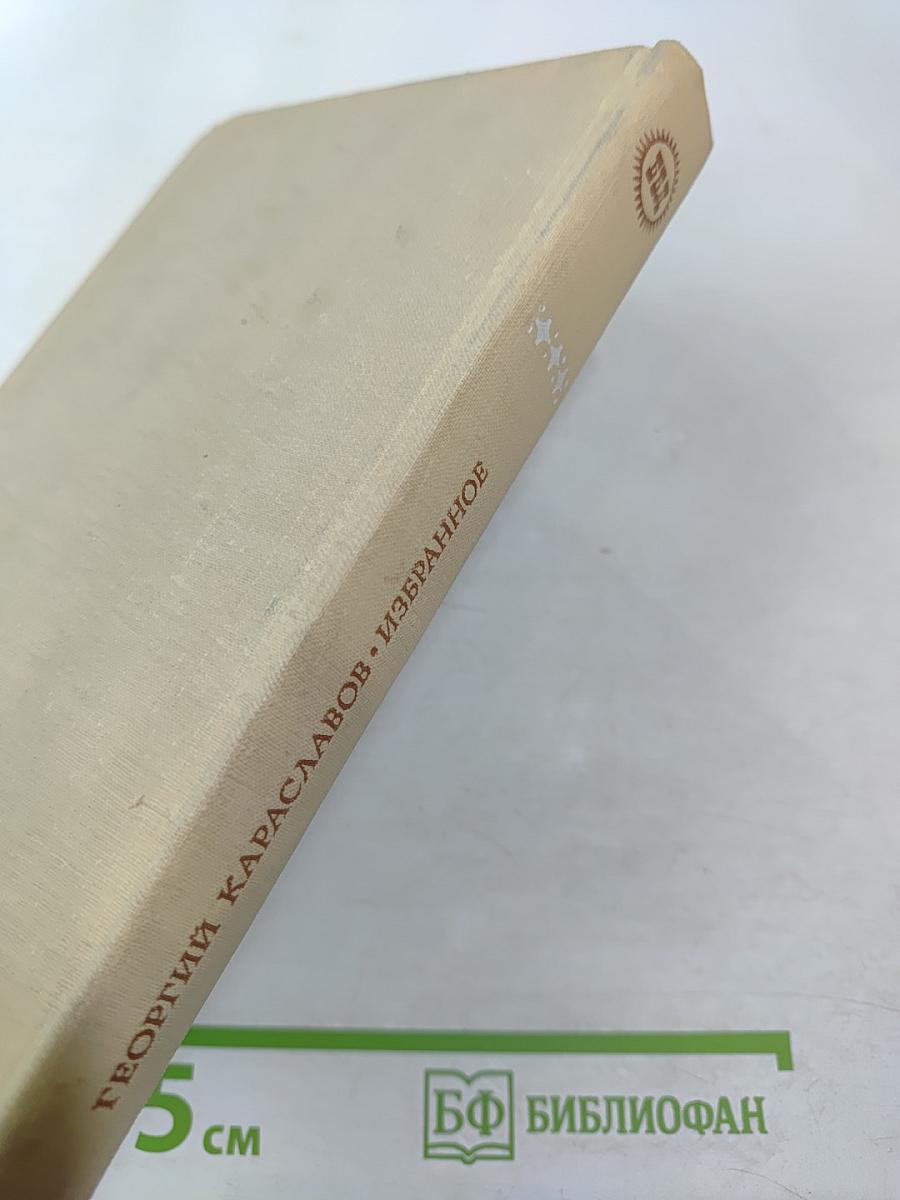 ГЕОРГИЙ КАРАСЛАВОВ • ИЗБРАННОЕ
5 см
БФ БИБЛИОФАН